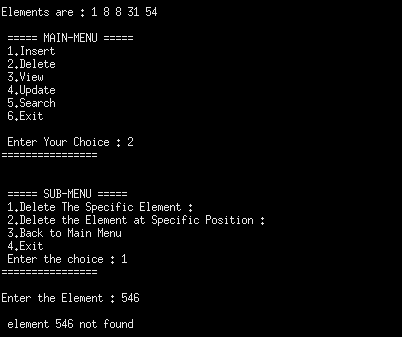 Elements are : 1 8 8 31 54
===== MAIN-MENU =====
1.Insert
2.Delete
3.View
4.Update
5.Search
6.Exit
Enter Your Choice : 2
================
===== SUB-MENU =====
1.Delete The Specific Element :
2.Delete the Element at Specific Position :
3.Back to Main Menu
4.Exit
Enter the choice : 1
================
Enter the Element : 546
element 546 not found